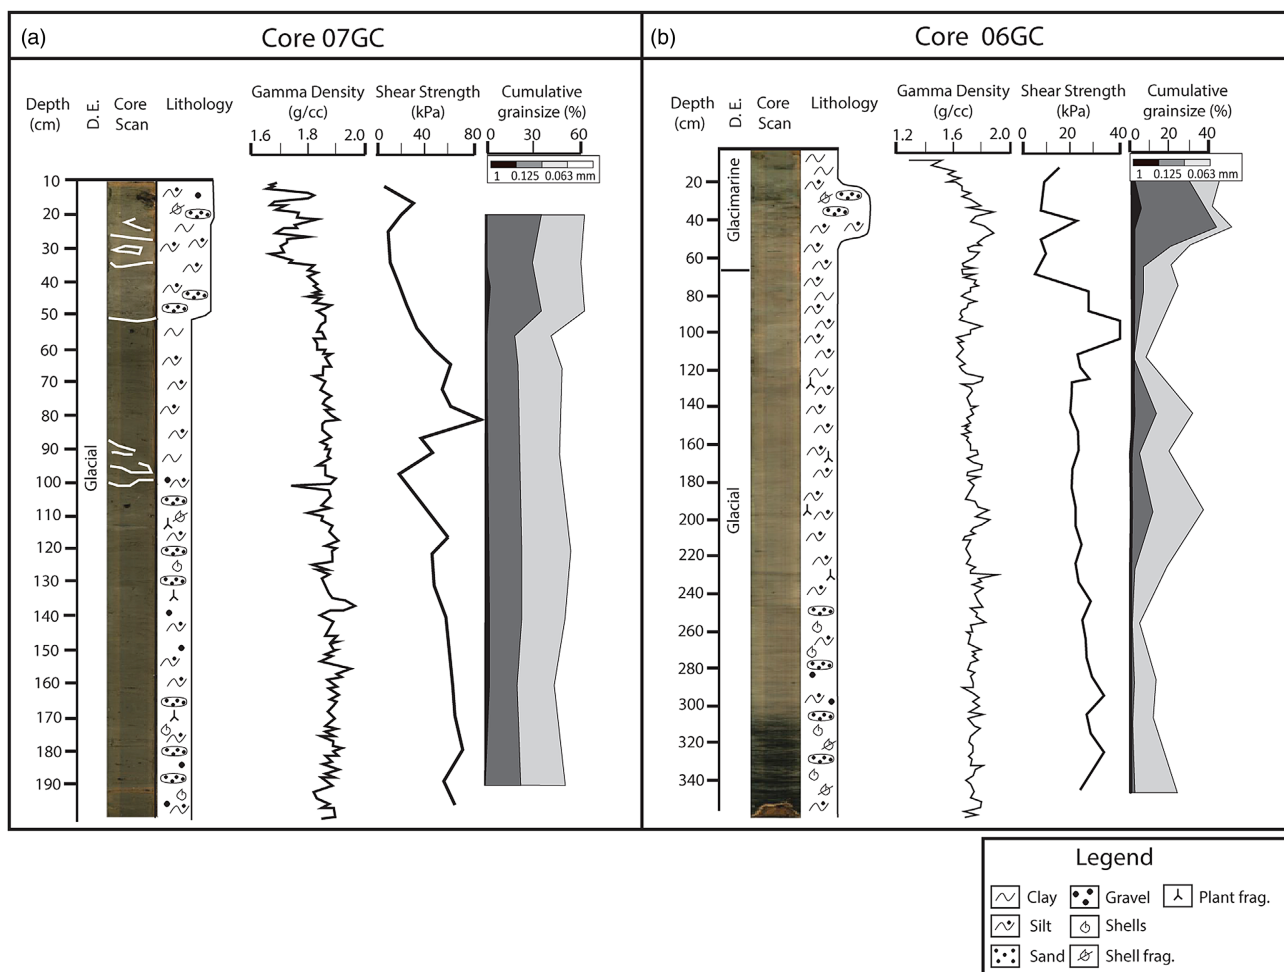 (a)
Core 07GC
Depth
(cm)
D. E.
Core
Scan
Lithology
Gamma Density
(g/cc)
1.6 1.8 2.0
Shear Strength
(kPa)
0 40 80
Cumulative
grainsize (%)
0 30 60
1 0.125 0.063 mm
10
20
30
40
50
60
70
80
90
100
110
120
130
140
150
160
170
180
190
Glacial
(b)
Core 06GC
Depth
(cm)
D. E.
Core
Scan
Lithology
Gamma Density
(g/cc)
1.2 1.6 2.0
Shear Strength
(kPa)
0 20 40
Cumulative
grainsize (%)
0 20 40
1 0.125 0.063 mm
20
40
60
80
100
120
140
160
180
200
220
240
260
280
300
320
340
Glacimarine
Glacial
Legend
Clay
Gravel
Plant frag.
Silt
Shells
Sand
Shell frag.